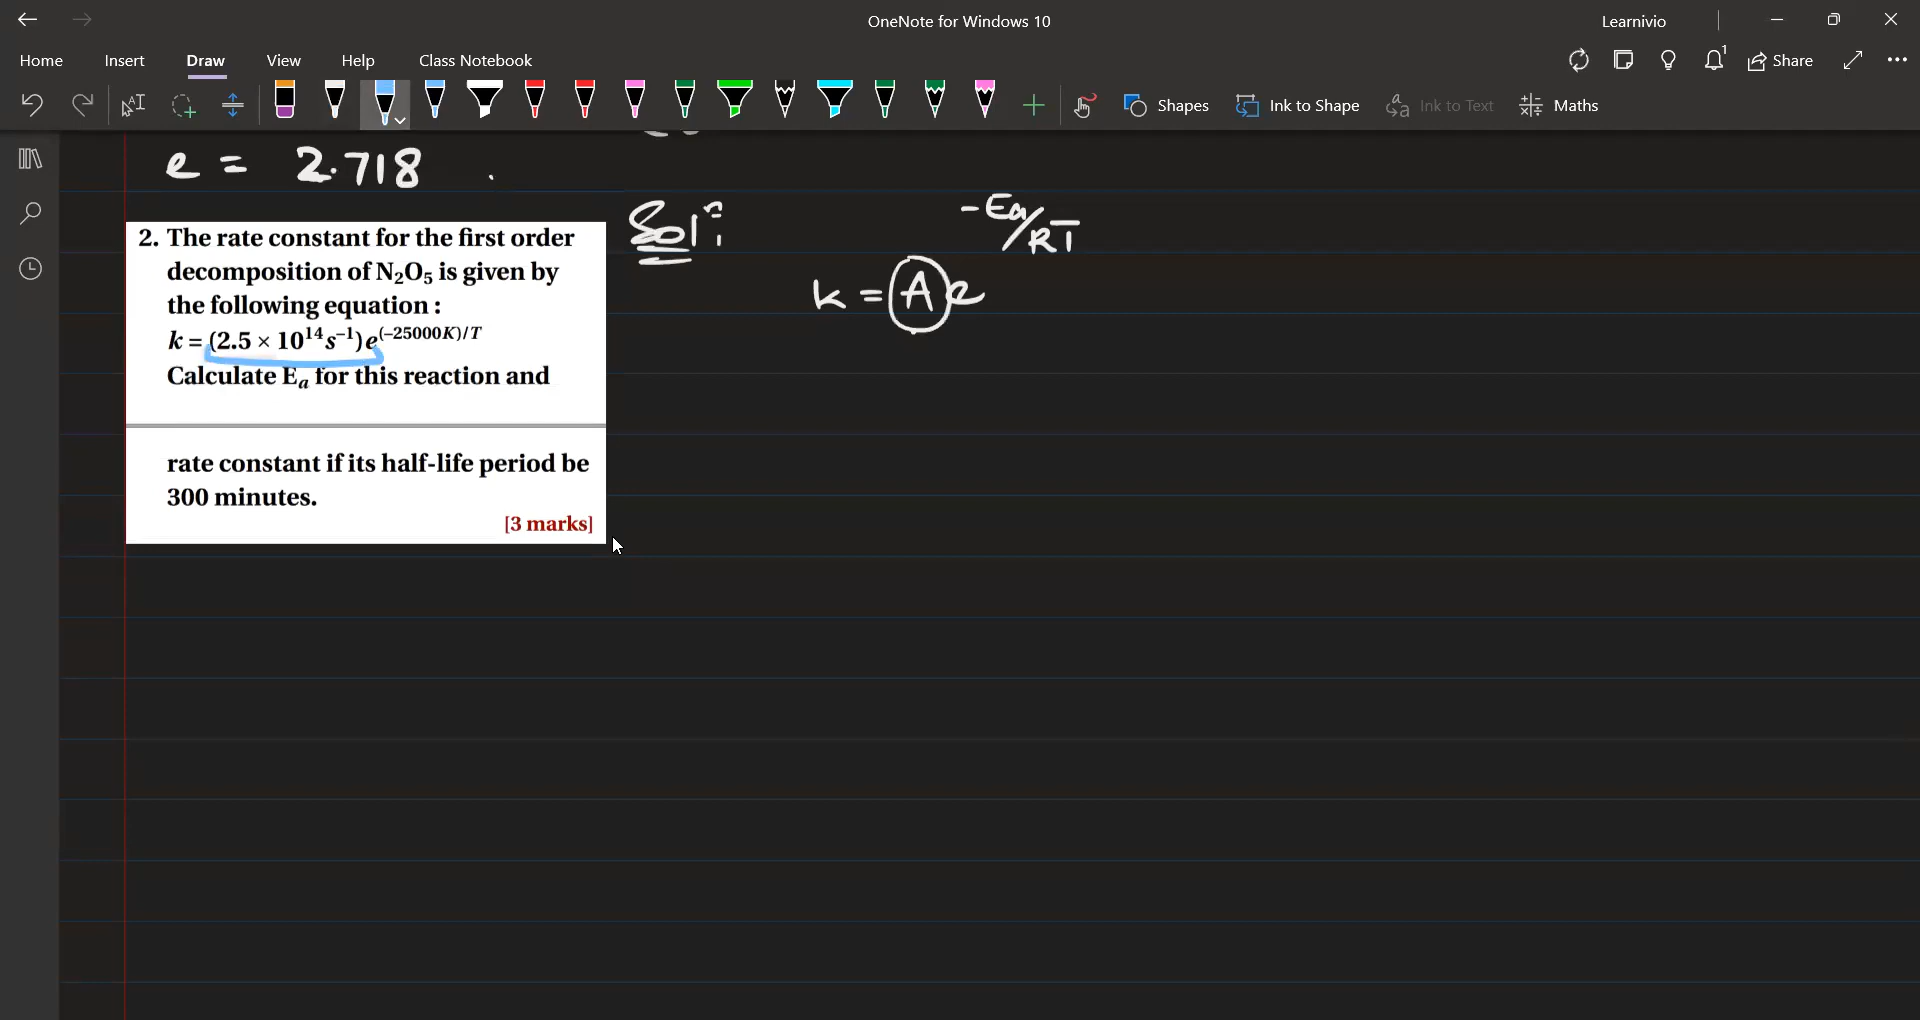 OneNote for Windows 10
Learnivio
Home Insert Draw View Help Class Notebook
1 Share
Shapes Ink to Shape Ink to Text Maths
e = 2.718 .
2. The rate constant for the first order
decomposition of N₂O₅ is given by
the following equation :
k = (2.5 × 10¹⁴ s⁻¹) e^(–25000K)/T
Calculate Eₐ for this reaction and
rate constant if its half-life period be
300 minutes.
[3 marks]
Solⁿ:
k = A e^-Ea/RT